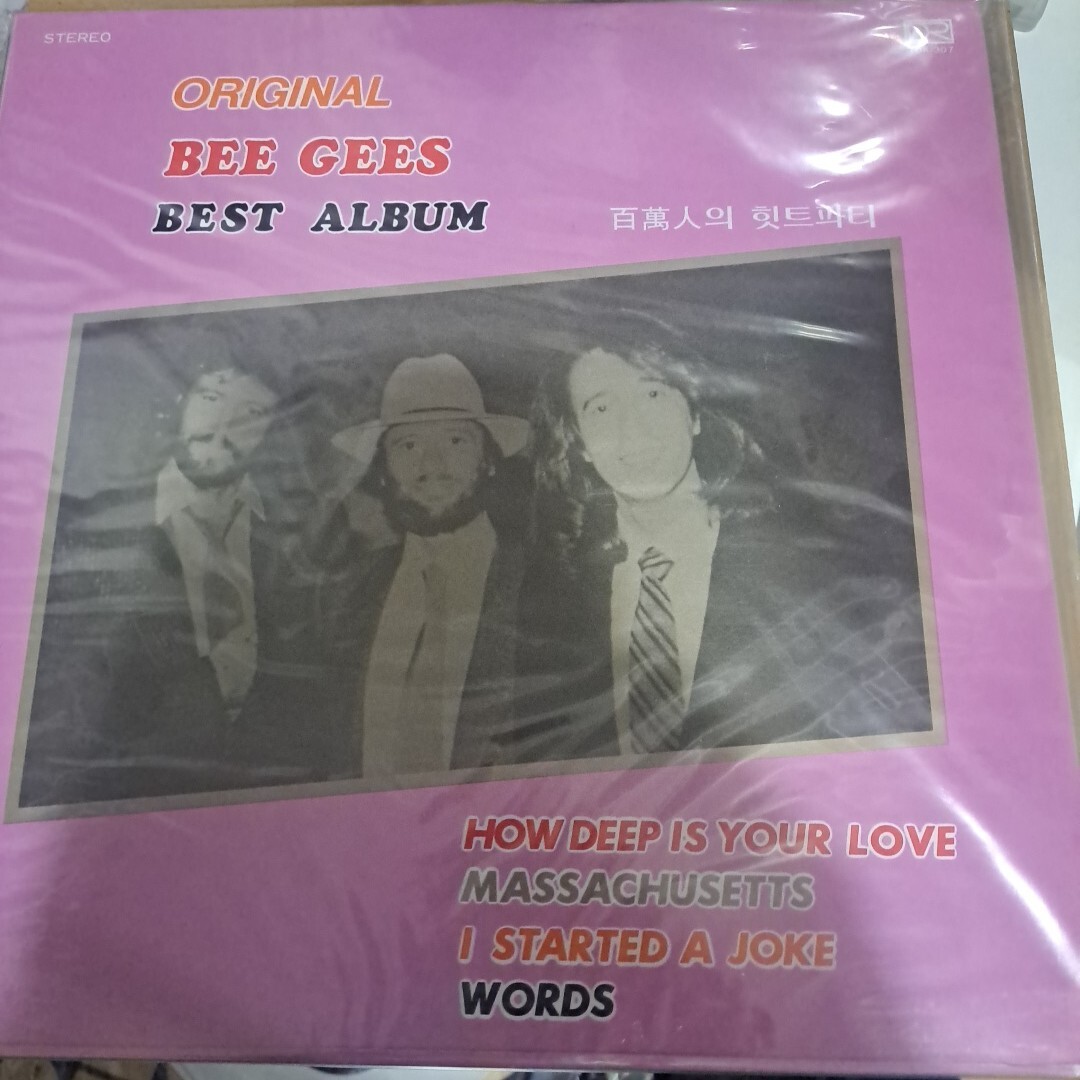 STEREO
ORIGINAL
BEE GEES
BEST ALBUM
百萬人의 힛트파티
HOW DEEP IS YOUR LOVE
MASSACHUSETTS
I STARTED A JOKE
WORDS